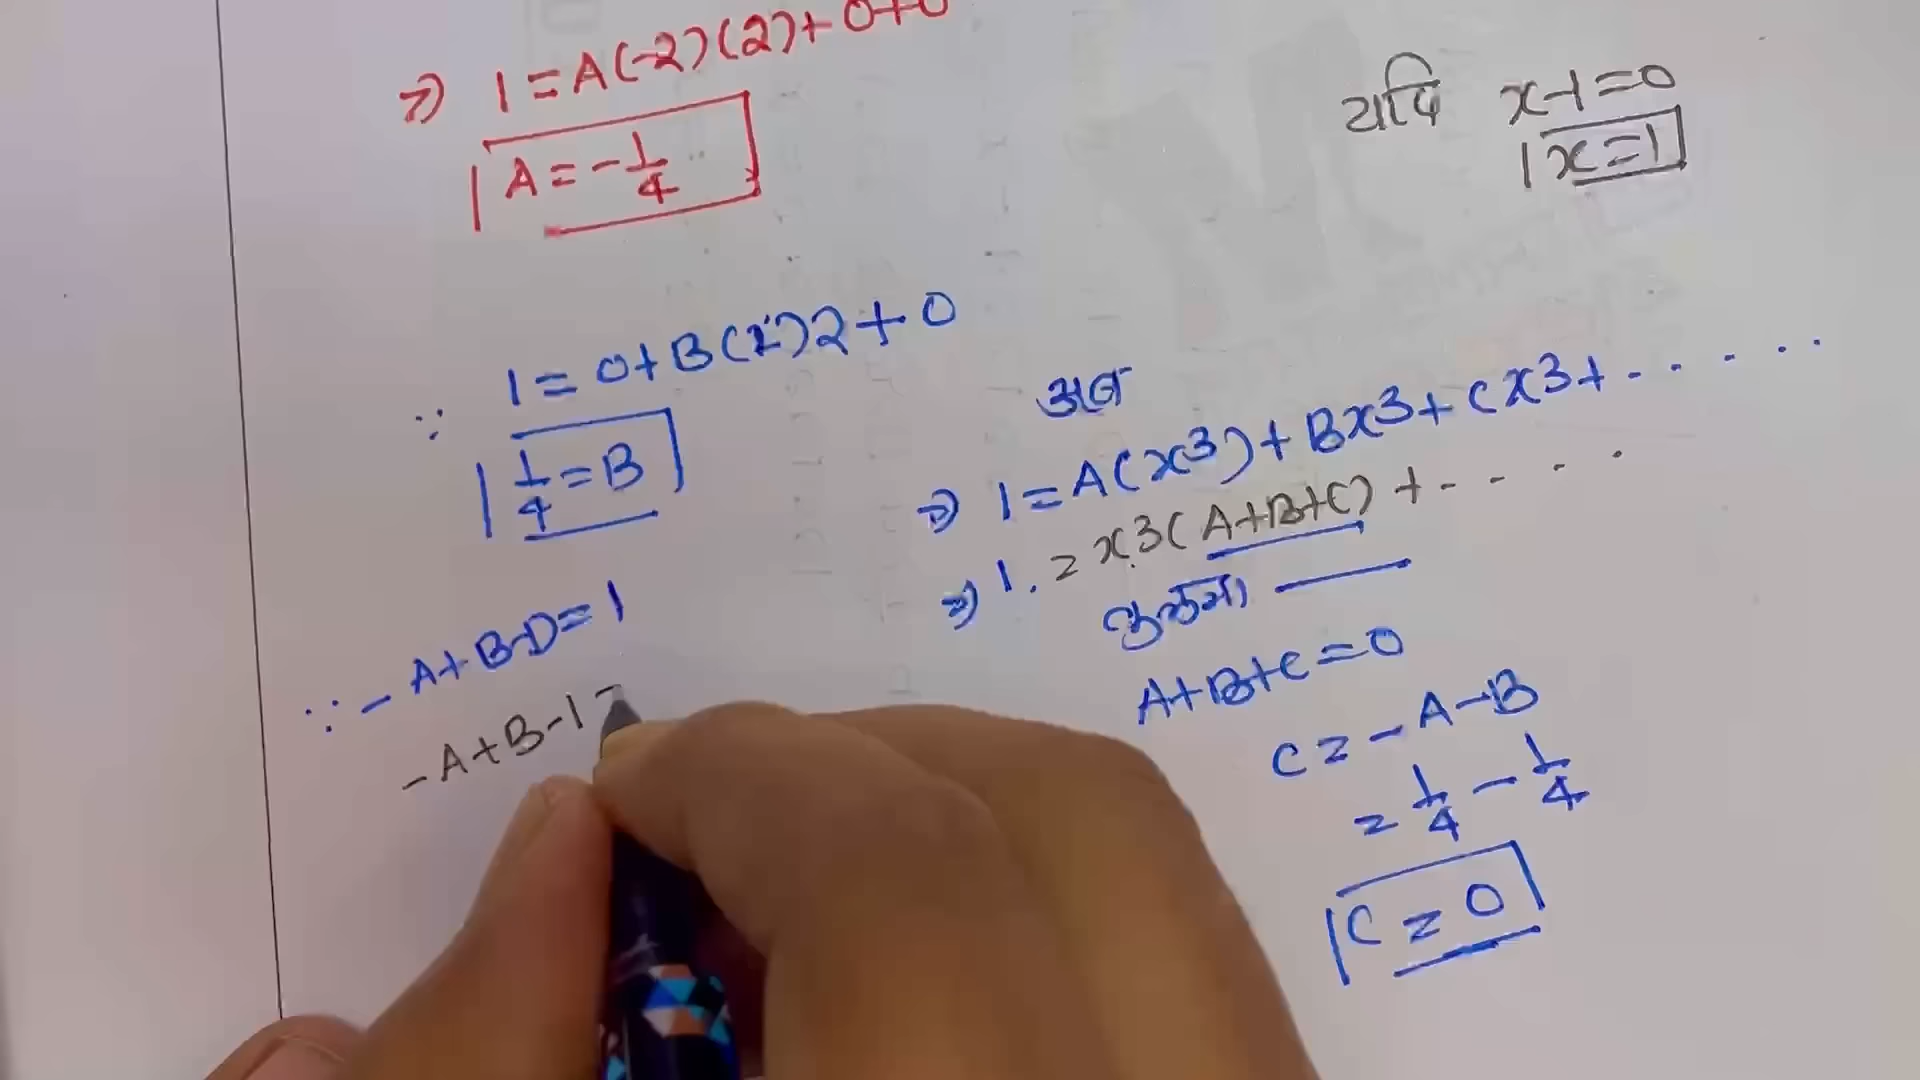 ⇒ 1=A(-2)(2)+0+0
A=-1/4
यदि x-1=0
x=1
∵ 1=0+B(2)2+0
1/4=B
अब
⇒ 1=A(x3)+Bx3+Cx3+.....
⇒ 1.=x3(A+B+C)+....
तुलना
A+B+C=0
C=-A-B
=1/4-1/4
C=0
∵ -A+B-D=1
-A+B-1=